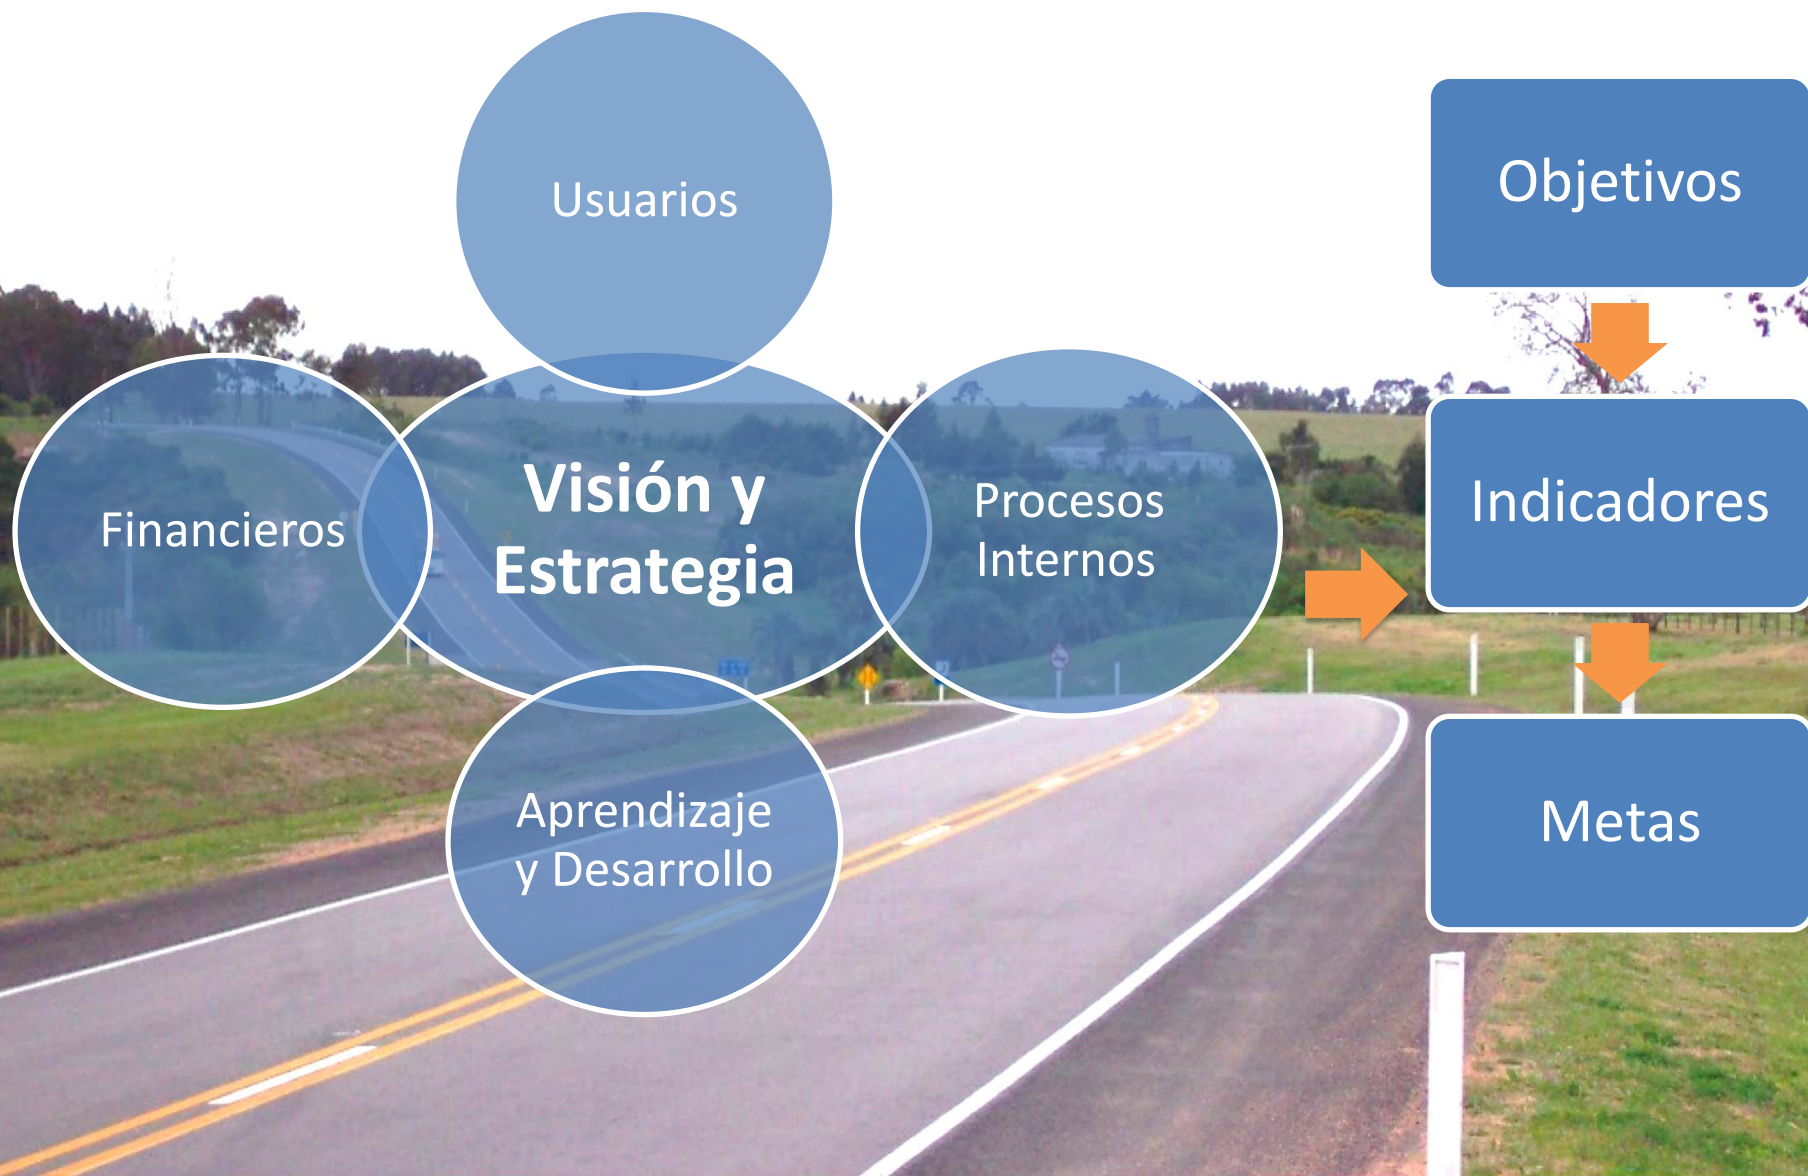 Usuarios
Financieros
Visión y
Estrategia
Procesos
Internos
Aprendizaje
y Desarrollo
Objetivos
Indicadores
Metas